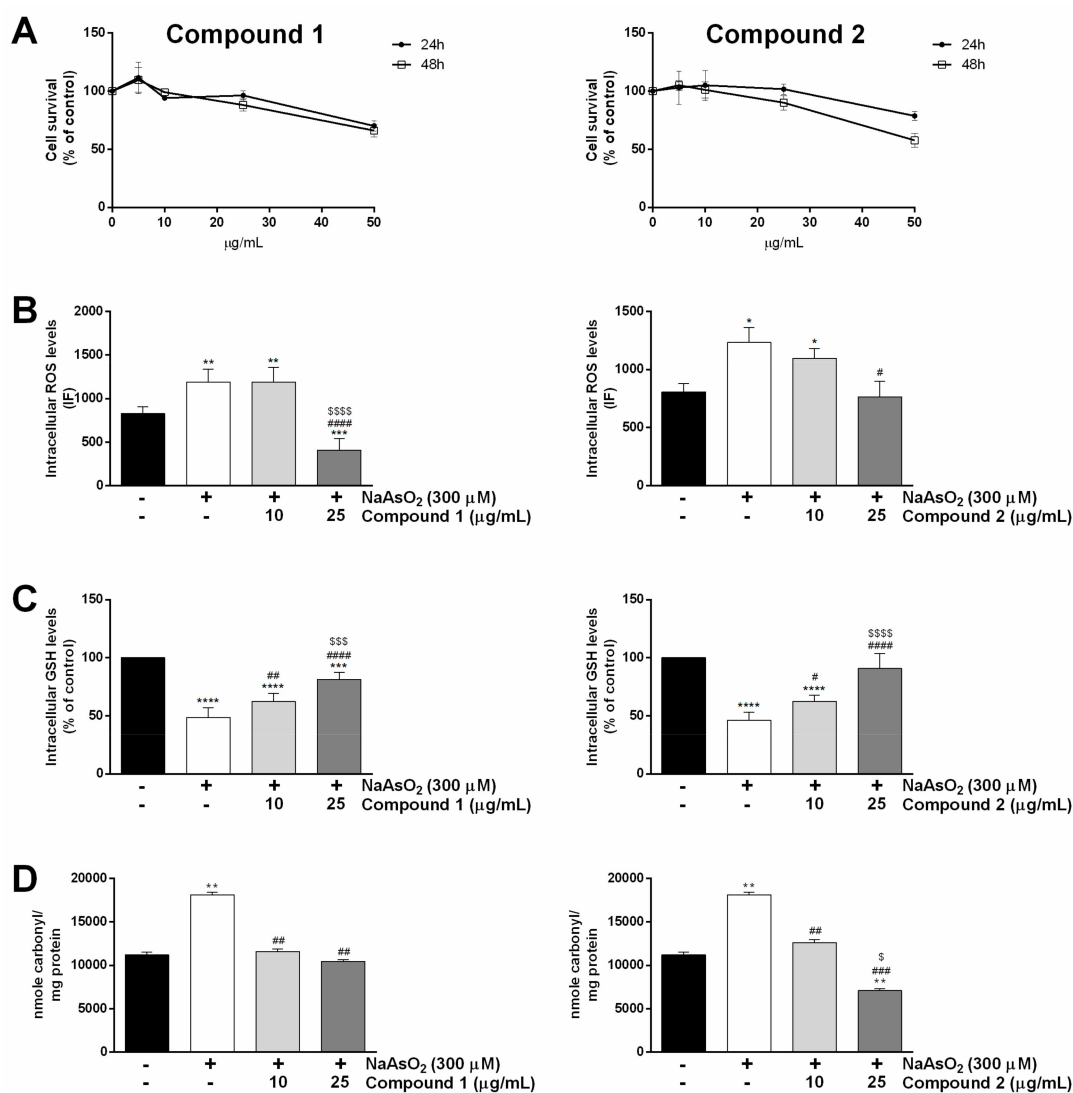 A
Compound 1
Cell survival
(% of control)
150
100
50
0
0 10 20 30 40 50
μg/mL
24h
48h
Compound 2
Cell survival
(% of control)
150
100
50
0
0 10 20 30 40 50
μg/mL
24h
48h
B
Intracellular ROS levels
(IF)
2000
1500
1000
500
0
** ** $$$$
####
***
- + + + NaAsO2 (300 μM)
- - 10 25 Compound 1 (μg/mL)
Intracellular ROS levels
(IF)
1500
1000
500
0
* * #
- + + + NaAsO2 (300 μM)
- - 10 25 Compound 2 (μg/mL)
C
Intracellular GSH levels
(% of control)
150
100
50
0
$$$
## ####
**** **** ***
- + + + NaAsO2 (300 μM)
- - 10 25 Compound 1 (μg/mL)
Intracellular GSH levels
(% of control)
150
100
50
0
$$$$
# ####
**** ****
- + + + NaAsO2 (300 μM)
- - 10 25 Compound 2 (μg/mL)
D
nmole carbonyl/
mg protein
20000
15000
10000
5000
0
** ## ##
- + + + NaAsO2 (300 μM)
- - 10 25 Compound 1 (μg/mL)
nmole carbonyl/
mg protein
20000
15000
10000
5000
0
** ## $
###
**
- + + + NaAsO2 (300 μM)
- - 10 25 Compound 2 (μg/mL)